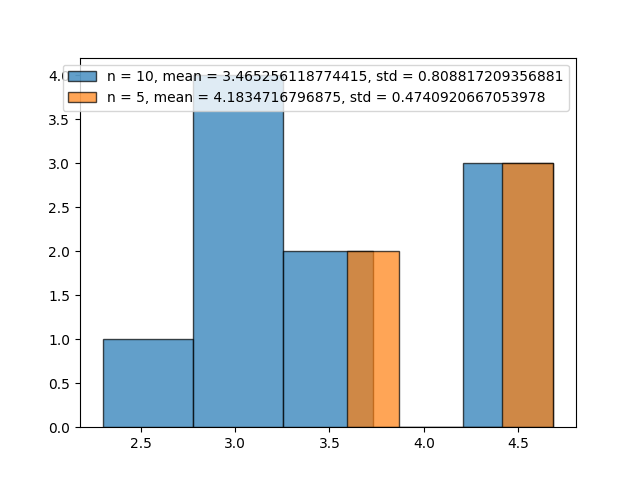 n = 10, mean = 3.465256118774415, std = 0.808817209356881
n = 5, mean = 4.1834716796875, std = 0.4740920667053978
3.5
3.0
2.5
2.0
1.5
1.0
0.5
0.0
2.5 3.0 3.5 4.0 4.5